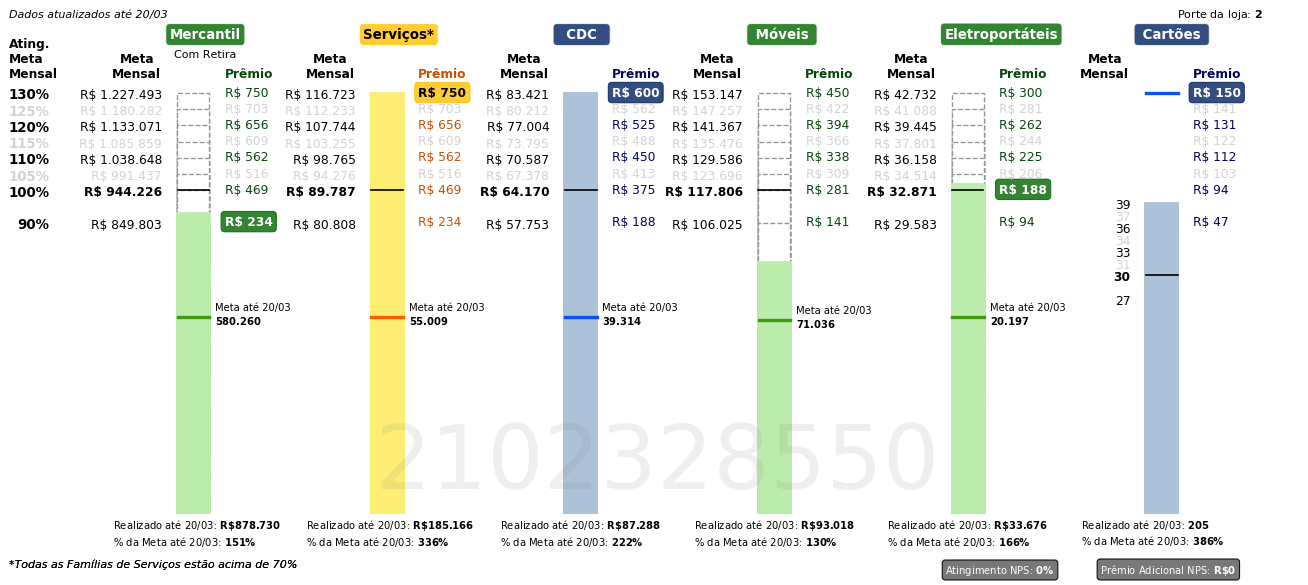 Dados atualizados até 20/03
Porte da loja: 2
Mercantil Serviços* CDC Móveis Eletroportáteis Cartões
Com Retira
Ating. Meta Mensal
Meta Mensal Prêmio Meta Mensal Prêmio Meta Mensal Prêmio Meta Mensal Prêmio Meta Mensal Prêmio Meta Mensal Prêmio
130% R$ 1.227.493 R$ 750 R$ 116.723 R$ 750 R$ 83.421 R$ 600 R$ 153.147 R$ 450 R$ 42.732 R$ 300 R$ 150
125% R$ 1.180.282 R$ 703 R$ 112.233 R$ 703 R$ 80.212 R$ 562 R$ 147.257 R$ 422 R$ 41.088 R$ 281 R$ 141
120% R$ 1.133.071 R$ 656 R$ 107.744 R$ 656 R$ 77.004 R$ 525 R$ 141.367 R$ 394 R$ 39.445 R$ 262 R$ 131
115% R$ 1.085.859 R$ 609 R$ 103.255 R$ 609 R$ 73.795 R$ 488 R$ 135.476 R$ 366 R$ 37.801 R$ 244 R$ 122
110% R$ 1.038.648 R$ 562 R$ 98.765 R$ 562 R$ 70.587 R$ 450 R$ 129.586 R$ 338 R$ 36.158 R$ 225 R$ 112
105% R$ 991.437 R$ 516 R$ 94.276 R$ 516 R$ 67.378 R$ 413 R$ 123.696 R$ 309 R$ 34.514 R$ 206 R$ 103
100% R$ 944.226 R$ 469 R$ 89.787 R$ 469 R$ 64.170 R$ 375 R$ 117.806 R$ 281 R$ 32.871 R$ 188 R$ 94
90% R$ 849.803 R$ 234 R$ 80.808 R$ 234 R$ 57.753 R$ 188 R$ 106.025 R$ 141 R$ 29.583 R$ 94 R$ 47
39
37
36
34
33
31
30
27
Meta até 20/03 Meta até 20/03 Meta até 20/03 Meta até 20/03 Meta até 20/03
580.260 55.009 39.314 71.036 20.197
2102328550
Realizado até 20/03: R$878.730 Realizado até 20/03: R$185.166 Realizado até 20/03: R$87.288 Realizado até 20/03: R$93.018 Realizado até 20/03: R$33.676 Realizado até 20/03: 205
% da Meta até 20/03: 151% % da Meta até 20/03: 336% % da Meta até 20/03: 222% % da Meta até 20/03: 130% % da Meta até 20/03: 166% % da Meta até 20/03: 386%
*Todas as Famílias de Serviços estão acima de 70%
Atingimento NPS: 0% Prêmio Adicional NPS: R$0